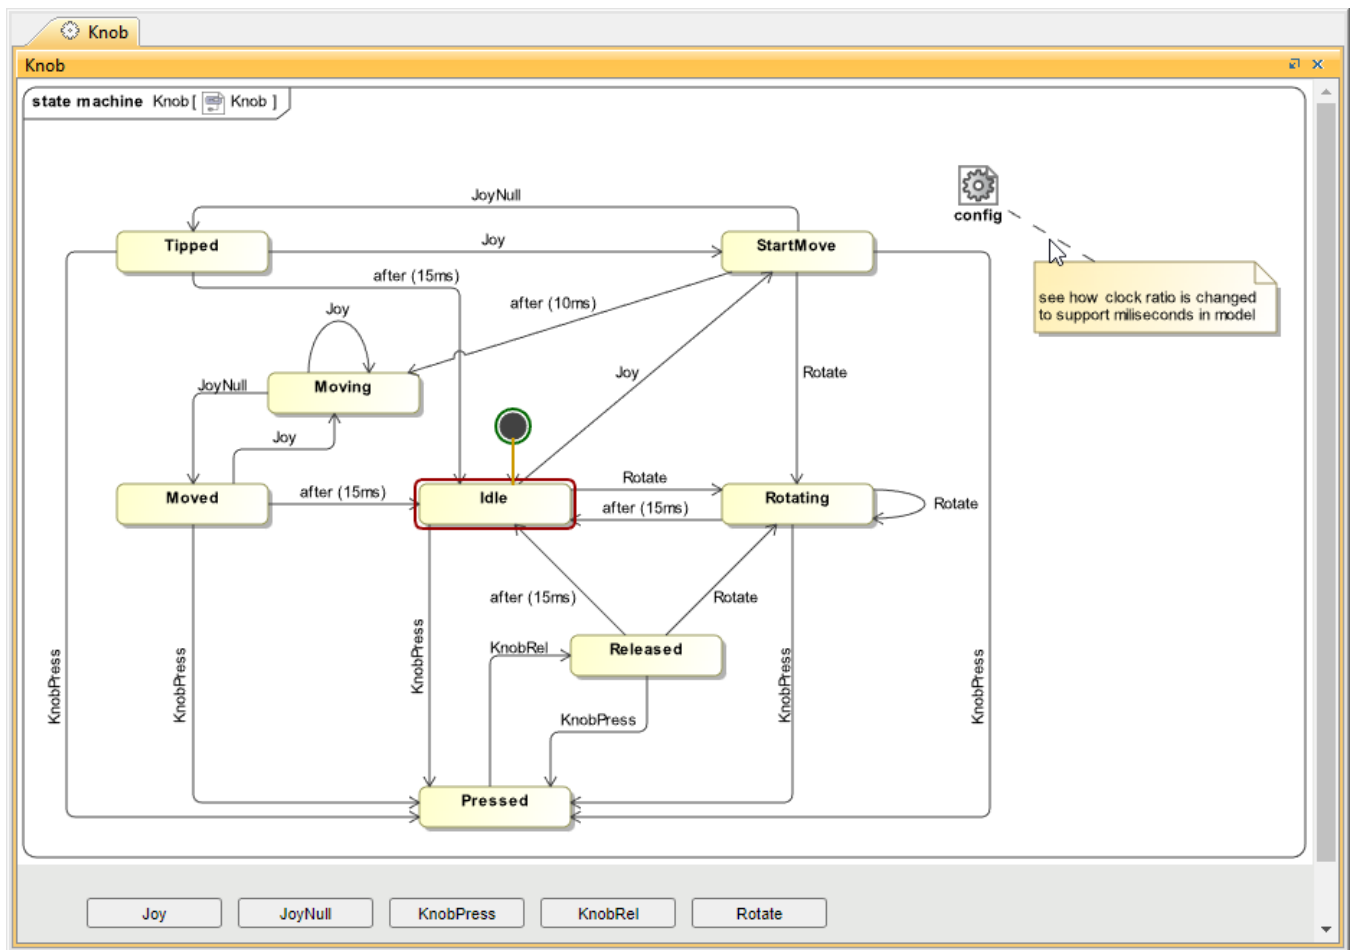 Knob
Knob
state machine Knob [ Knob ]
JoyNull
config
Tipped
Joy
StartMove
after (15ms)
after (10ms)
see how clock ratio is changed
to support miliseconds in model
Joy
Moving
JoyNull
Joy
Rotate
Joy
Moved
after (15ms)
Idle
Rotate
after (15ms)
Rotating
Rotate
after (15ms)
Rotate
KnobPress
KnobPress
KnobPress
KnobRel
Released
KnobPress
KnobPress
KnobPress
Pressed
Joy
JoyNull
KnobPress
KnobRel
Rotate